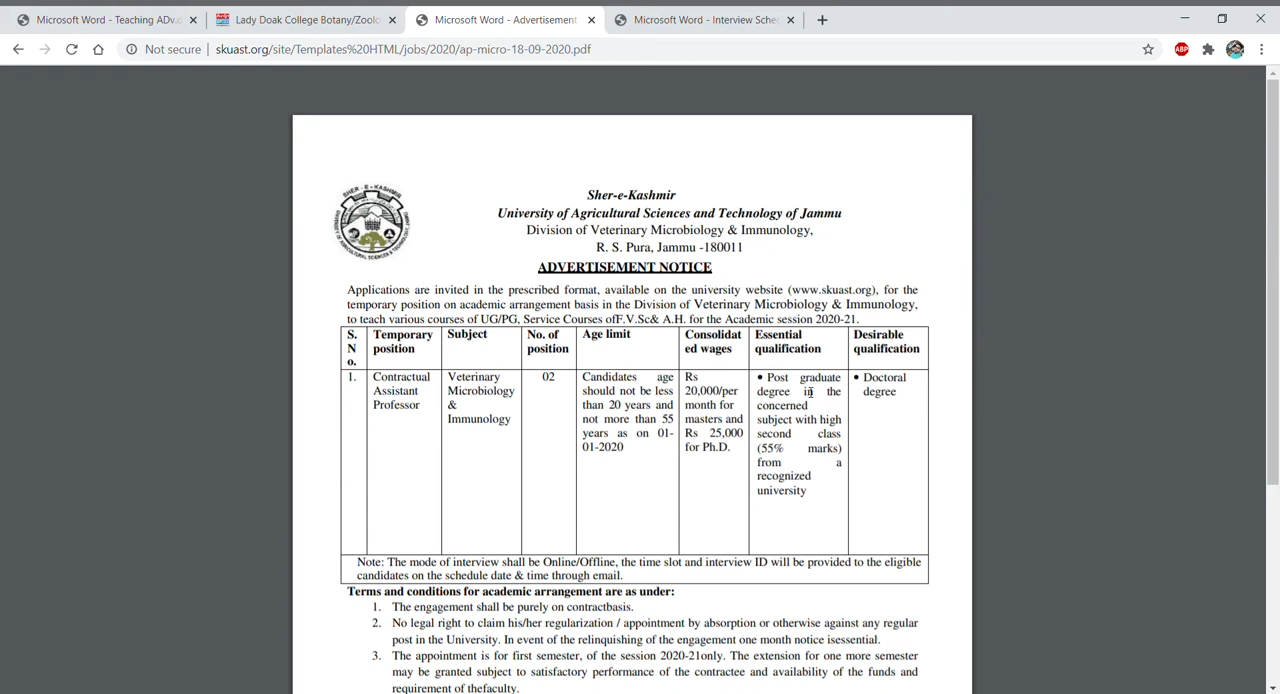 Microsoft Word - Teaching ADv.
Lady Doak College Botany/Zoolo
Microsoft Word - Advertisement
Microsoft Word - Interview Sche
Not secure | skuast.org/site/Templates%20HTML/jobs/2020/ap-micro-18-09-2020.pdf
ABP
SHER-E-KASHMIR
Sher-e-Kashmir
University of Agricultural Sciences and Technology of Jammu
Division of Veterinary Microbiology & Immunology,
R. S. Pura, Jammu -180011
ADVERTISEMENT NOTICE
Applications are invited in the prescribed format, available on the university website (www.skuast.org), for the
temporary position on academic arrangement basis in the Division of Veterinary Microbiology & Immunology,
to teach various courses of UG/PG, Service Courses ofF.V.Sc& A.H. for the Academic session 2020-21.
S. Temporary Subject No. of Age limit Consolidat Essential Desirable
N position position ed wages qualification qualification
o.
1. Contractual Veterinary 02 Candidates age Rs • Post graduate • Doctoral
Assistant Microbiology should not be less 20,000/per degree in the degree
Professor & than 20 years and month for concerned
Immunology not more than 55 masters and subject with high
years as on 01- Rs 25,000 second class
01-2020 for Ph.D. (55% marks)
from a
recognized
university
Note: The mode of interview shall be Online/Offline, the time slot and interview ID will be provided to the eligible
candidates on the schedule date & time through email.
Terms and conditions for academic arrangement are as under:
1. The engagement shall be purely on contractbasis.
2. No legal right to claim his/her regularization / appointment by absorption or otherwise against any regular
post in the University. In event of the relinquishing of the engagement one month notice isessential.
3. The appointment is for first semester, of the session 2020-21only. The extension for one more semester
may be granted subject to satisfactory performance of the contractee and availability of the funds and
requirement of thefaculty.